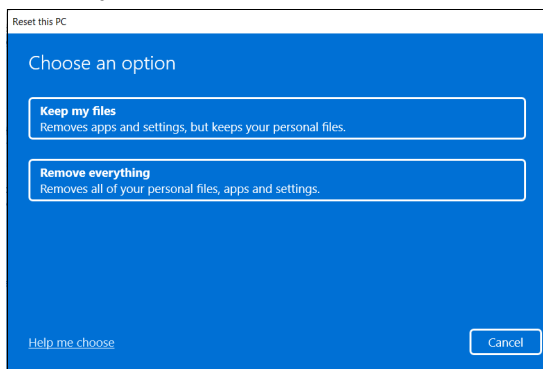 Reset this PC
Choose an option
Keep my files
Removes apps and settings, but keeps your personal files.
Remove everything
Removes all of your personal files, apps and settings.
Help me choose
Cancel